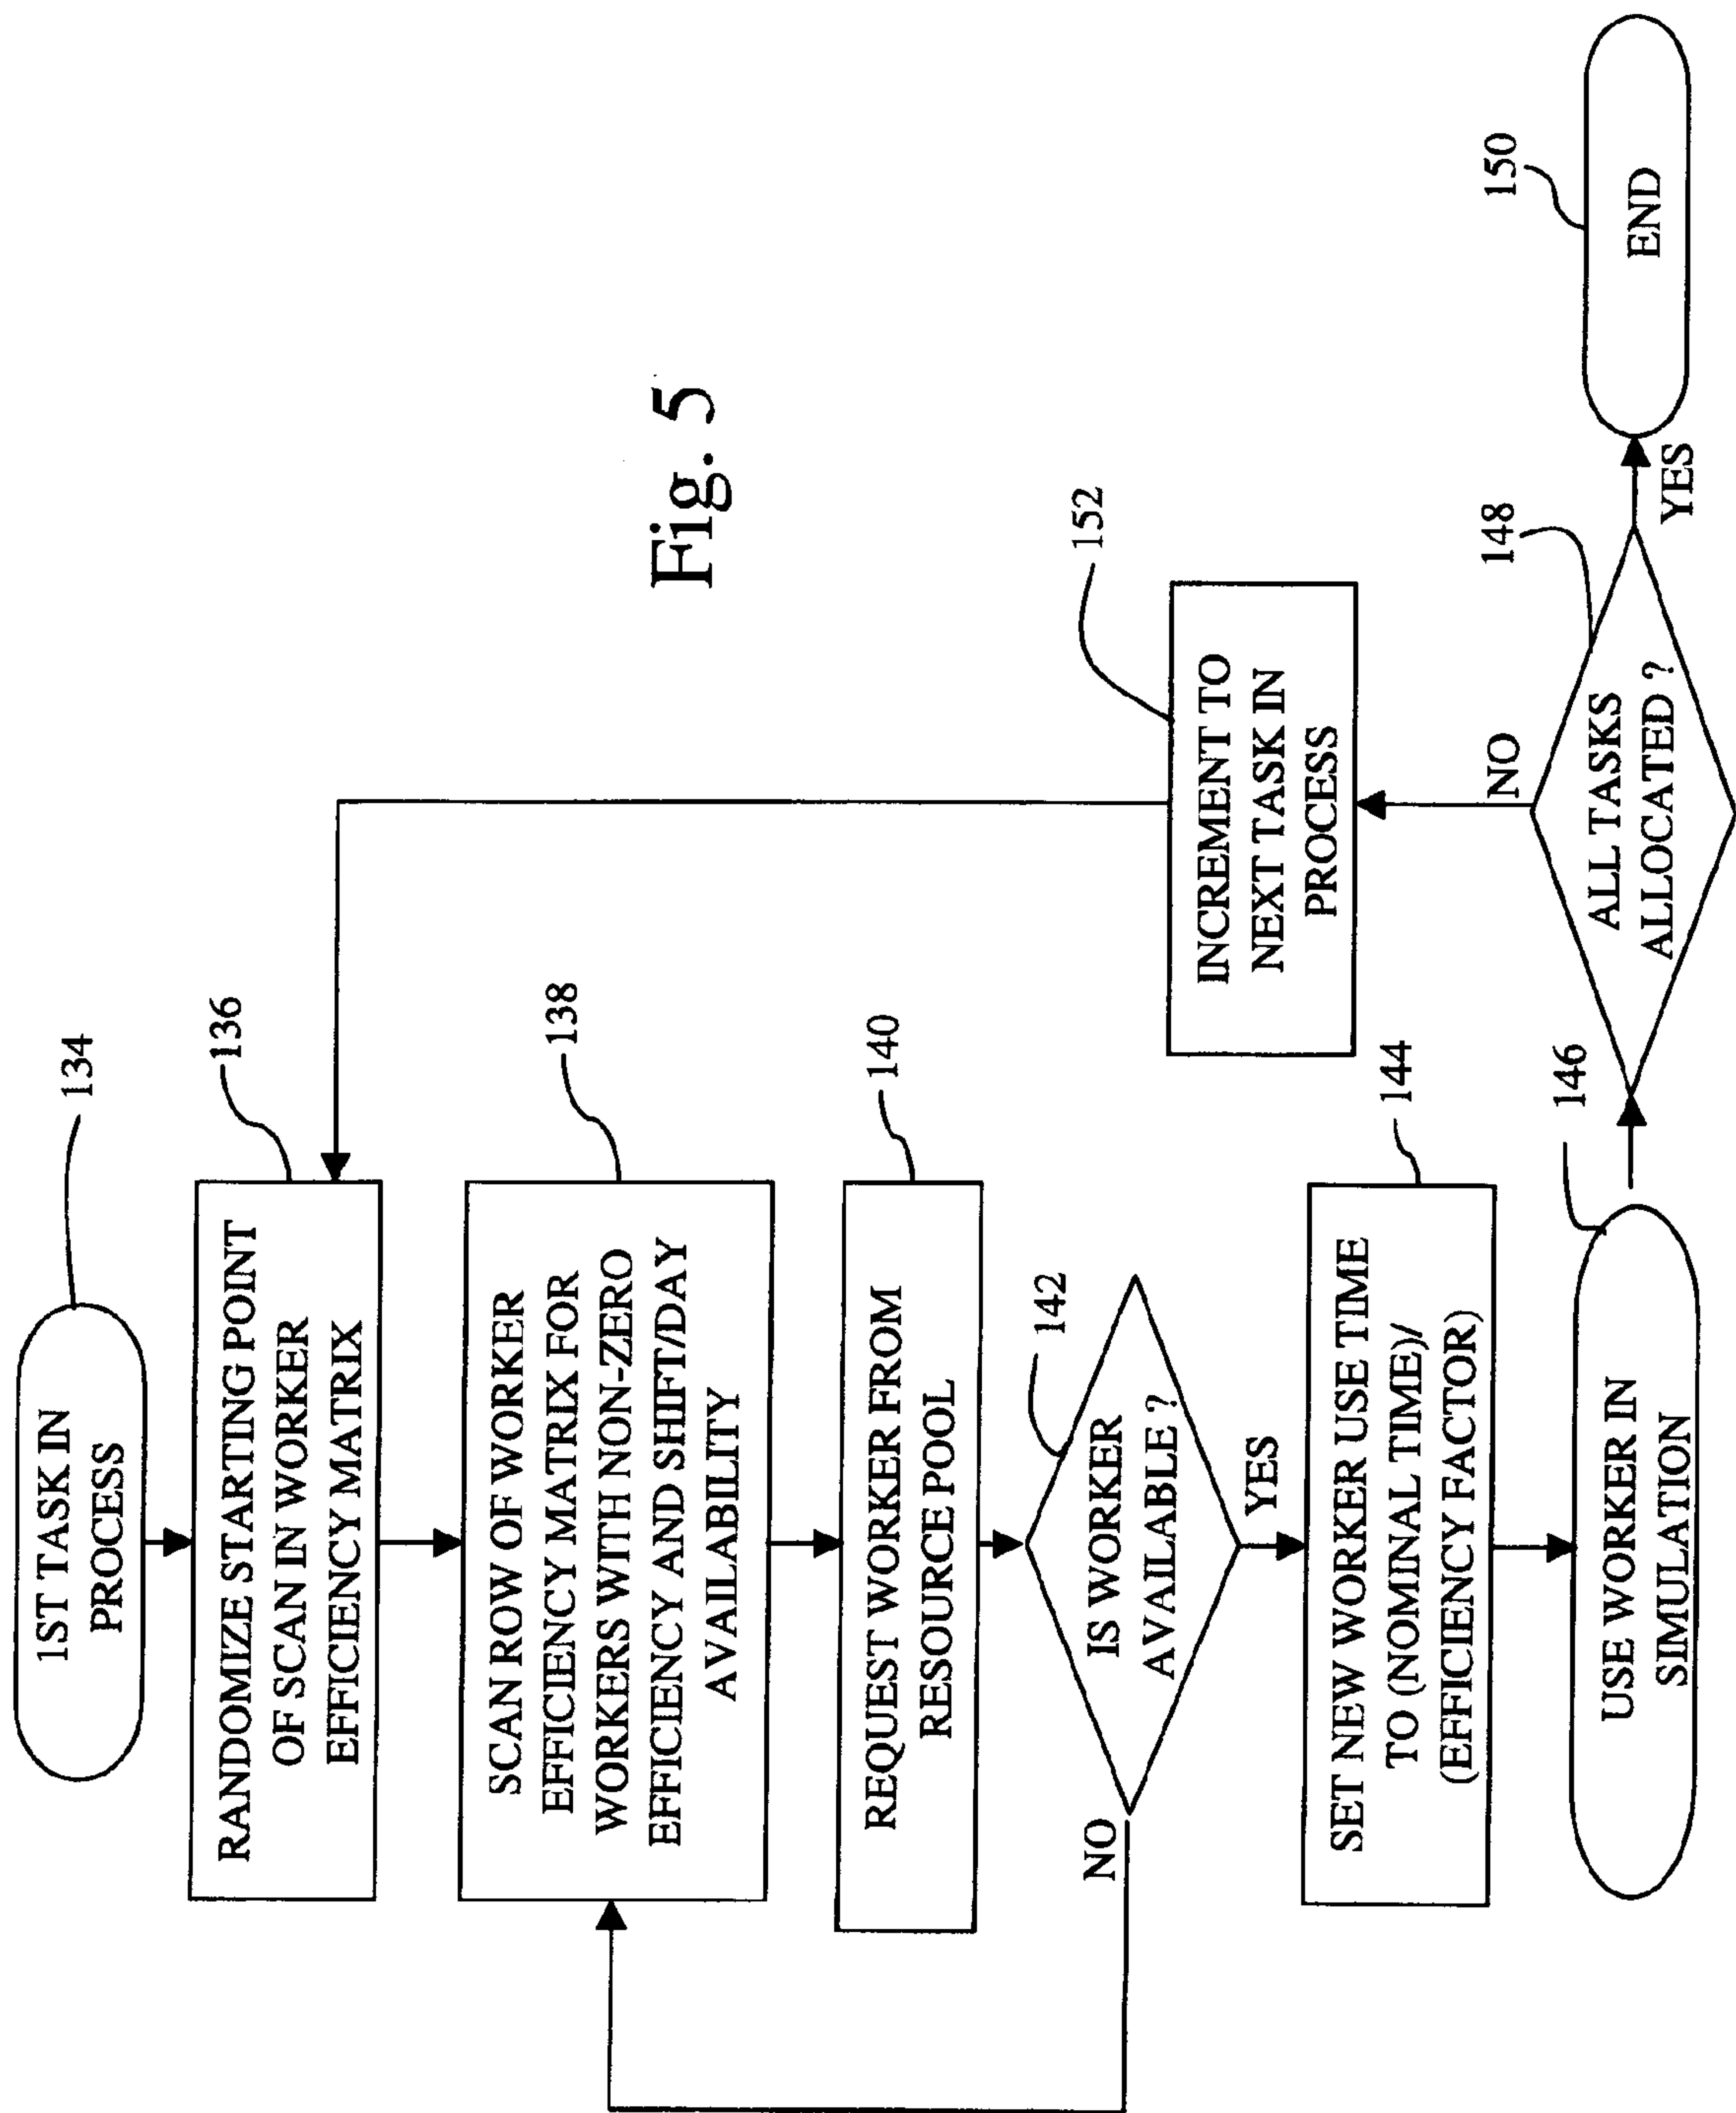 1ST TASK IN
PROCESS
134
RANDOMIZE STARTING POINT
OF SCAN IN WORKER
EFFICIENCY MATRIX
136
SCAN ROW OF WORKER
EFFICIENCY MATRIX FOR
WORKERS WITH NON-ZERO
EFFICIENCY AND SHIFT/DAY
AVAILABILITY
138
REQUEST WORKER FROM
RESOURCE POOL
140
IS WORKER
AVAILABLE ?
142
NO
YES
SET NEW WORKER USE TIME
TO (NOMINAL TIME)/
(EFFICIENCY FACTOR)
144
USE WORKER IN
SIMULATION
146
ALL TASKS
ALLOCATED ?
148
NO
YES
INCREMENT TO
NEXT TASK IN
PROCESS
152
END
150
Fig. 5